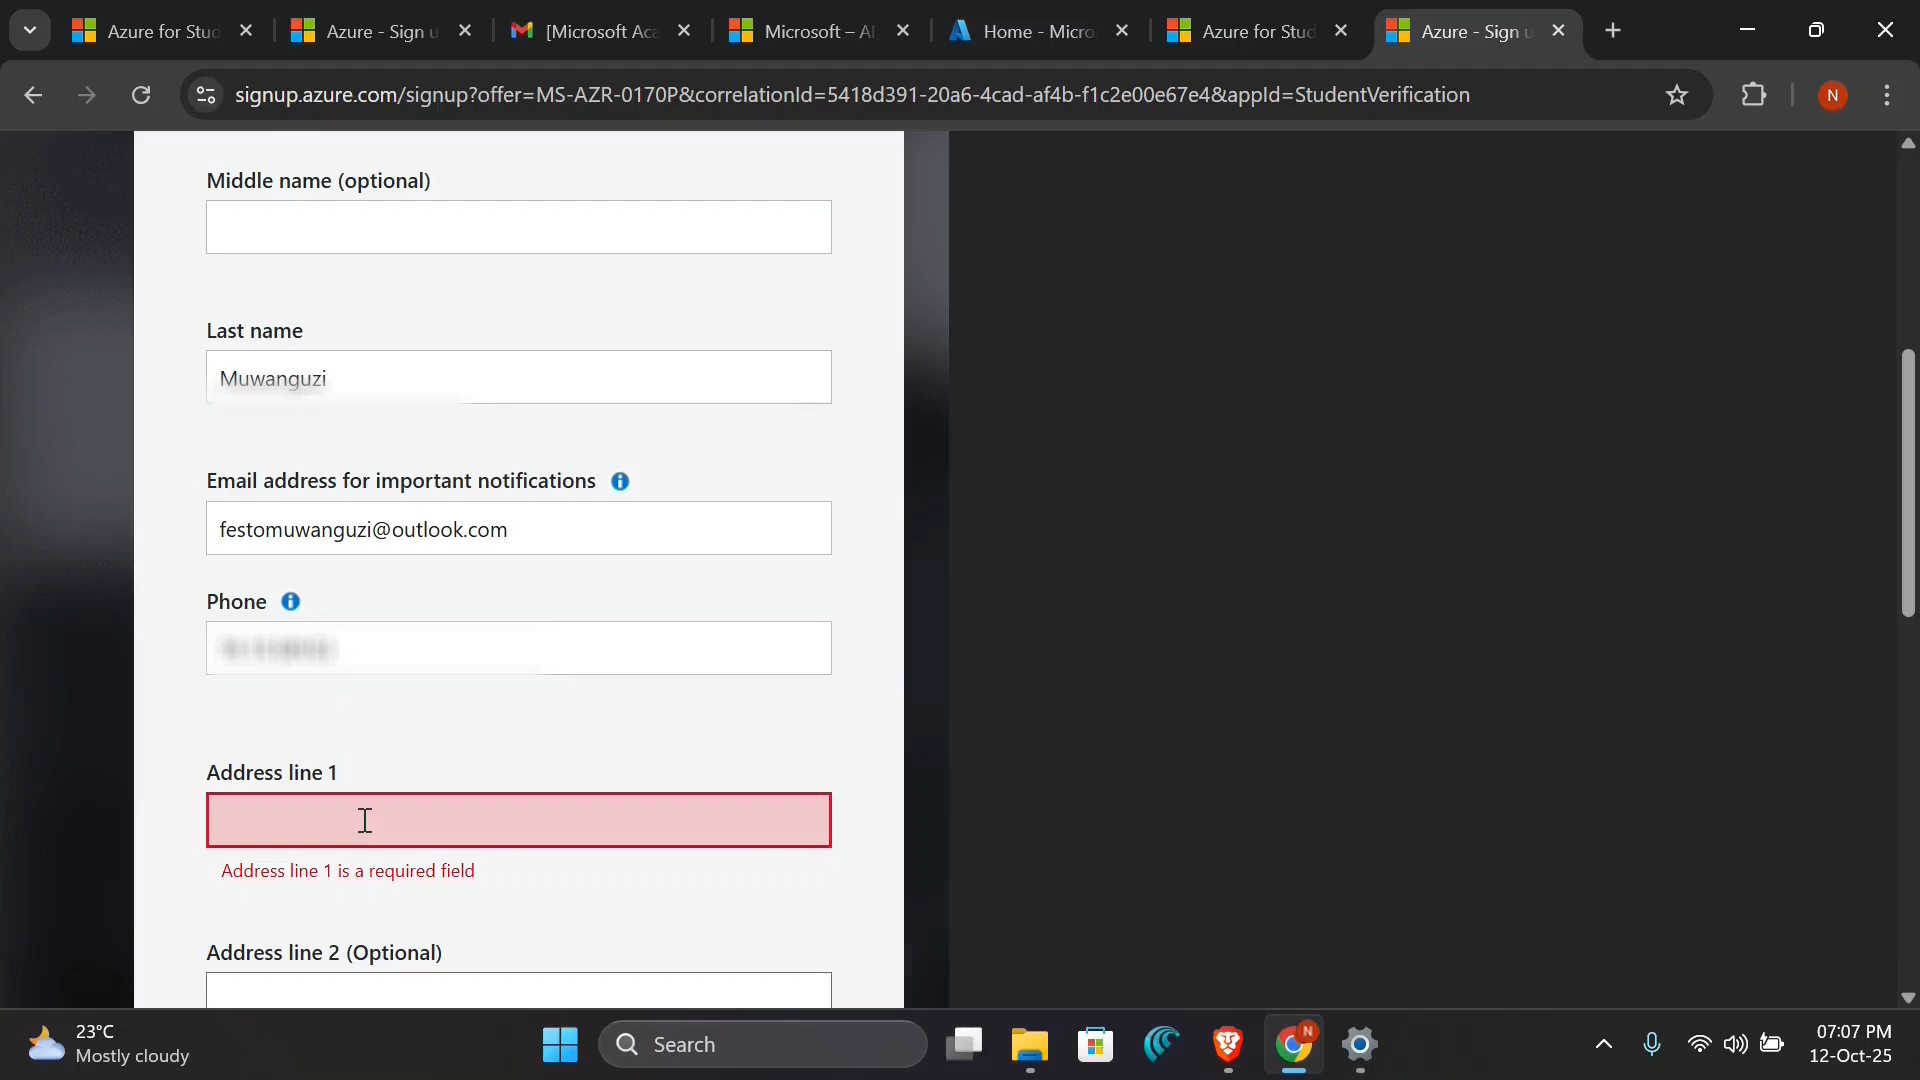 Azure for Stud
Azure - Sign u
[Microsoft Aca
Microsoft – AI
Home - Micro
Azure for Stud
Azure - Sign u
signup.azure.com/signup?offer=MS-AZR-0170P&correlationId=5418d391-20a6-4cad-af4b-f1c2e00e67e4&appId=StudentVerification
N
Middle name (optional)
Last name
Muwanguzi
Email address for important notifications
festomuwanguzi@outlook.com
Phone
Address line 1
Address line 1 is a required field
Address line 2 (Optional)
23°C
Mostly cloudy
Search
N
07:07 PM
12-Oct-25